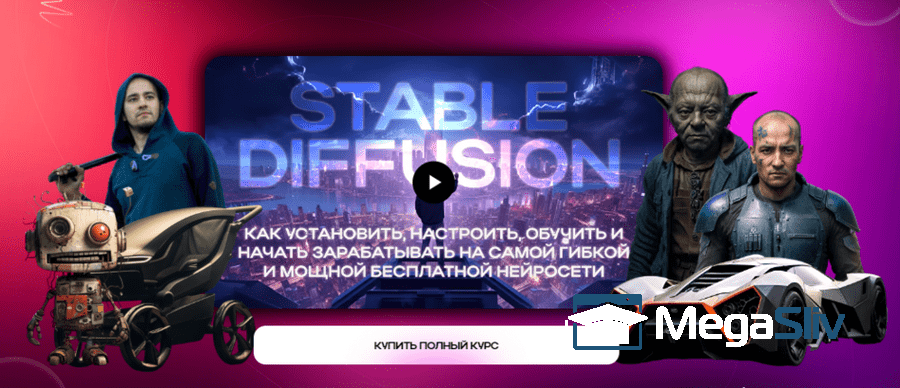 STABLE
DIFFUSION
КАК УСТАНОВИТЬ, НАСТРОИТЬ, ОБУЧИТЬ И
НАЧАТЬ ЗАРАБАТЫВАТЬ НА САМОЙ ГИБКОЙ
И МОЩНОЙ БЕСПЛАТНОЙ НЕЙРОСЕТИ
КУПИТЬ ПОЛНЫЙ КУРС
MegaSliv